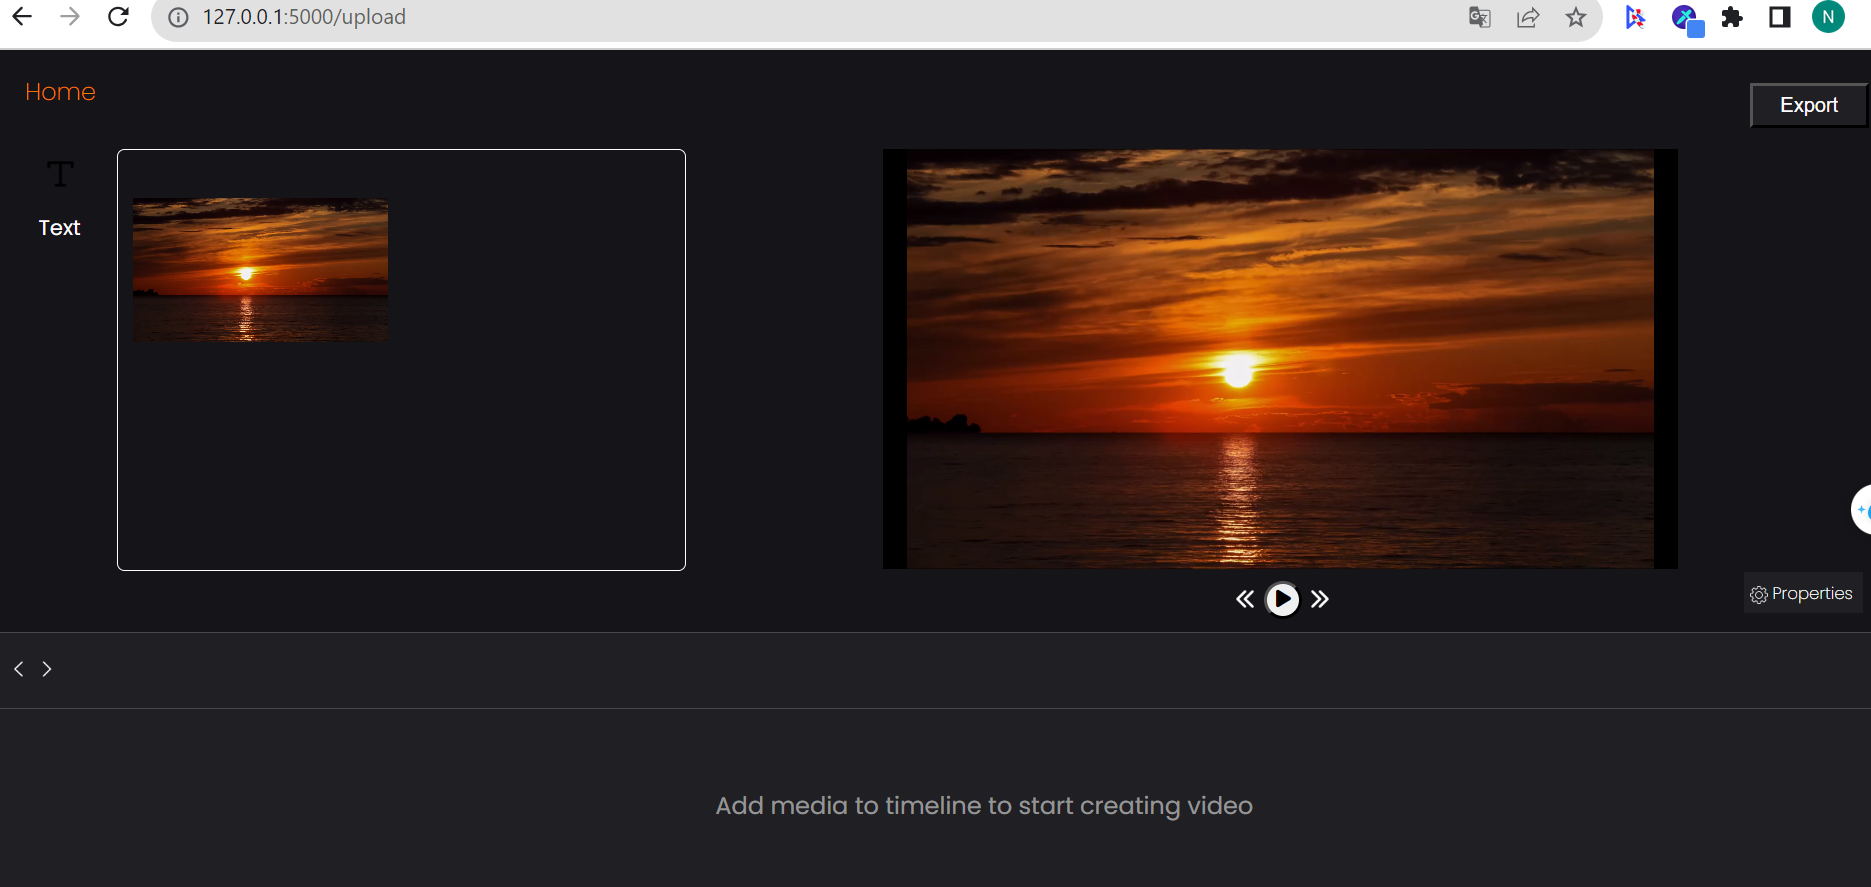 127.0.0.1:5000/upload
N
Home
Export
T
Text
Properties
Add media to timeline to start creating video